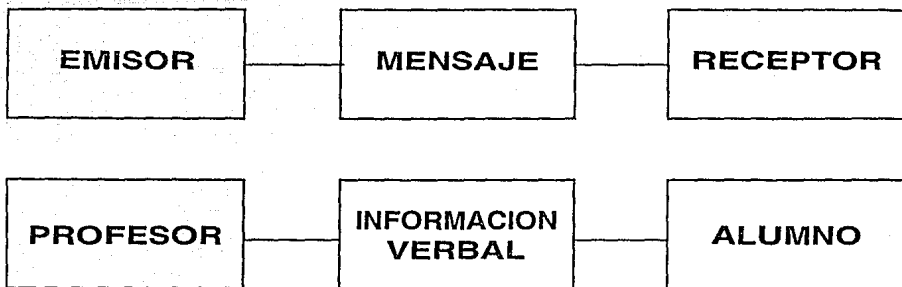 EMISOR
MENSAJE
RECEPTOR
PROFESOR
INFORMACION
VERBAL
ALUMNO